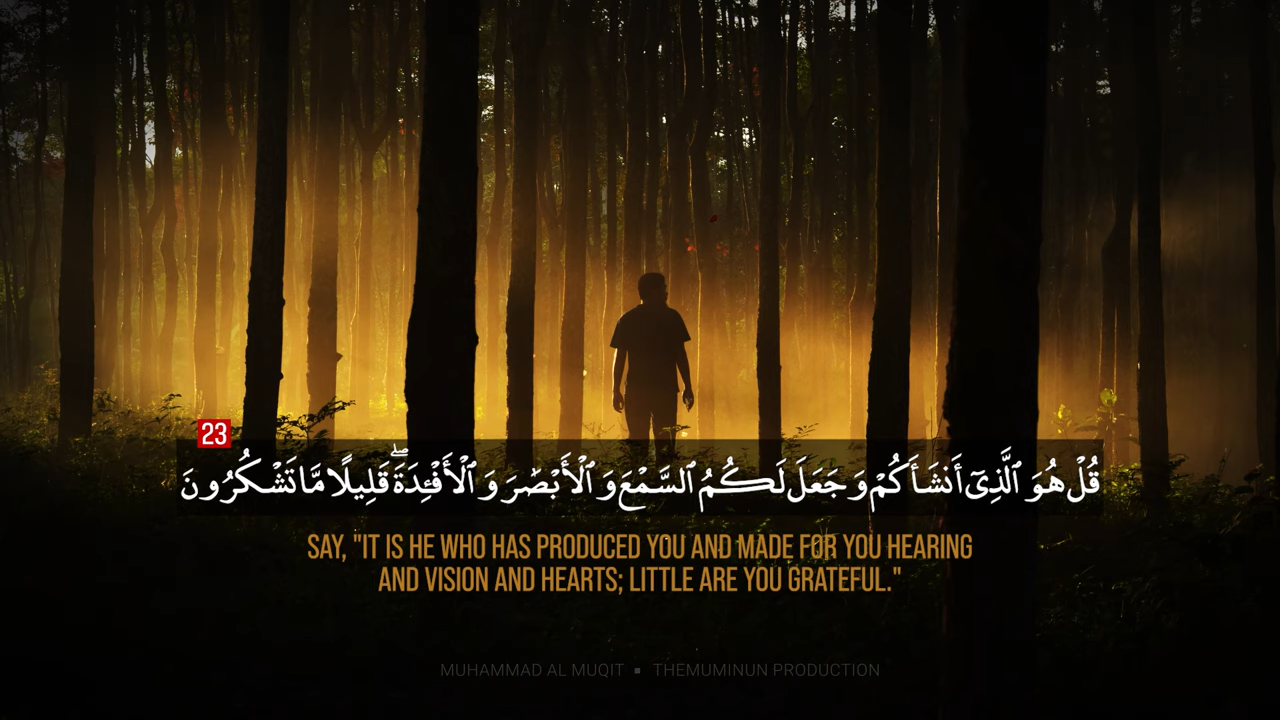 23
قُلْ هُوَ ٱلَّذِىٓ أَنشَأَكُمْ وَجَعَلَ لَكُمُ ٱلسَّمْعَ وَٱلْأَبْصَٰرَ وَٱلْأَفْـِٔدَةَ ۖ قَلِيلًا مَّا تَشْكُرُونَ
SAY, "IT IS HE WHO HAS PRODUCED YOU AND MADE FOR YOU HEARING
AND VISION AND HEARTS; LITTLE ARE YOU GRATEFUL."
MUHAMMAD AL MUQIT ▪ THEMUMINUN PRODUCTION